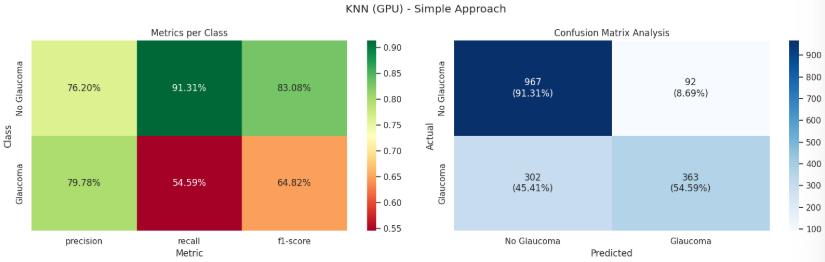 KNN (GPU) - Simple Approach
Metrics per Class
Class
No Glaucoma
Glaucoma
76.20%
91.31%
83.08%
79.78%
54.59%
64.82%
precision
recall
f1-score
Metric
0.90
0.85
0.80
0.75
0.70
0.65
0.60
0.55
Confusion Matrix Analysis
Actual
No Glaucoma
Glaucoma
967
(91.31%)
92
(8.69%)
302
(45.41%)
363
(54.59%)
No Glaucoma
Glaucoma
Predicted
900
800
700
600
500
400
300
200
100